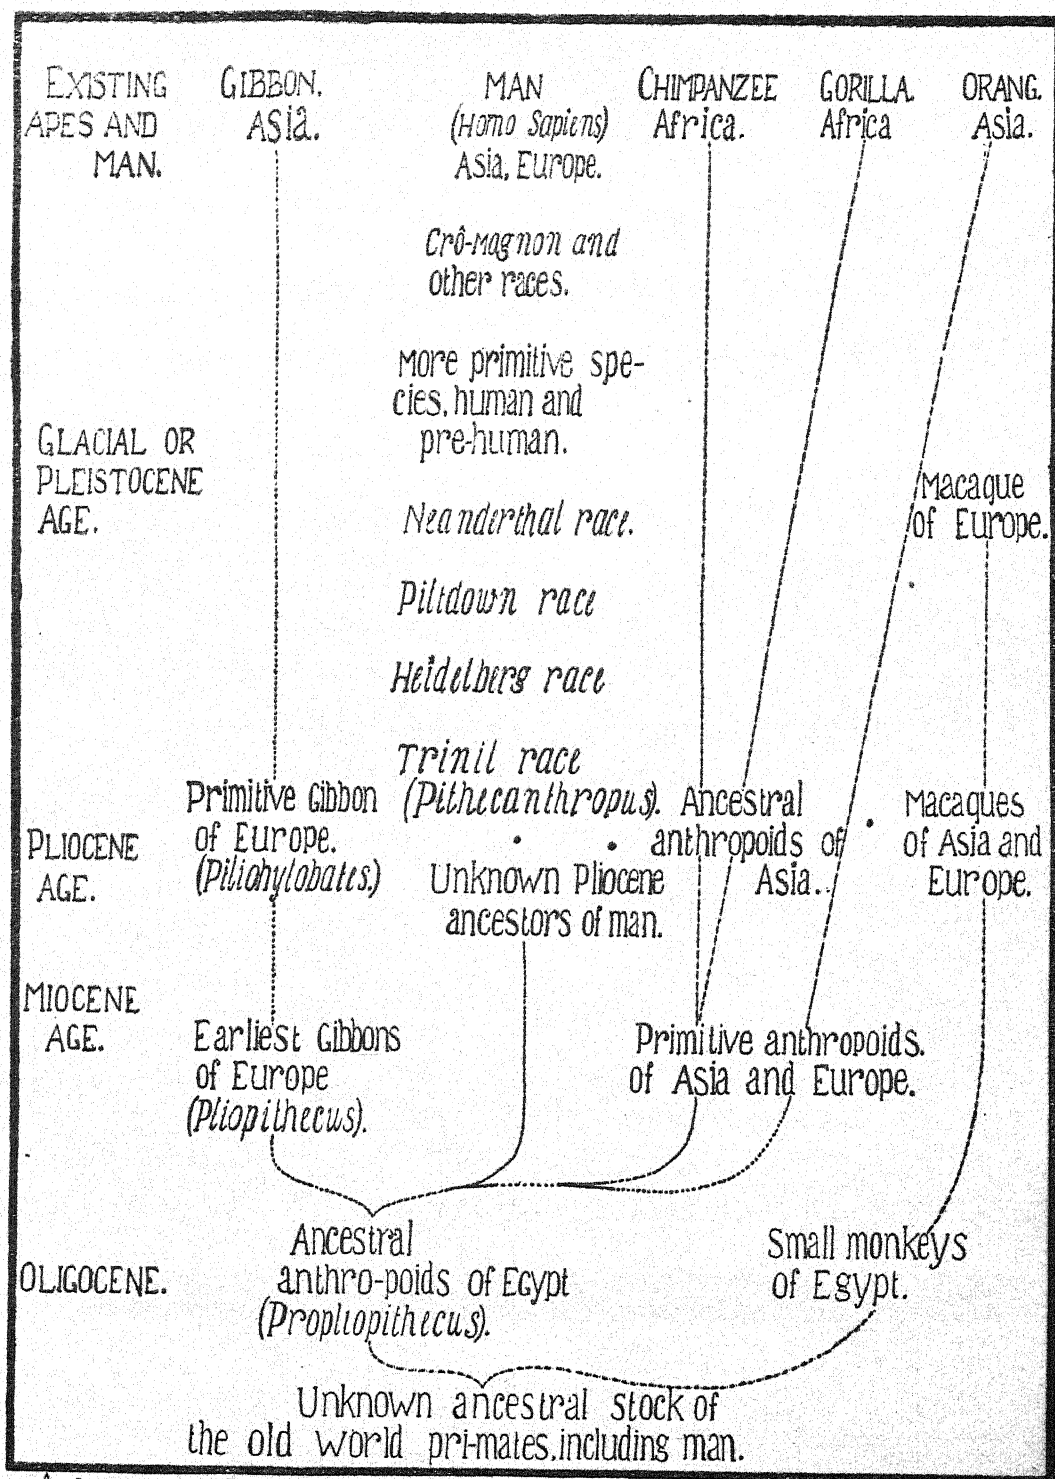 EXISTING
APES AND
MAN.
GIBBON.
ASIA.
MAN
(Homo Sapiens)
Asia, Europe.
CHIMPANZEE
Africa.
GORILLA.
Africa
ORANG.
Asia.
Crô-Magnon and
other races.
More primitive spe-
cies, human and
pre-human.
GLACIAL OR
PLEISTOCENE
AGE.
Macaque
of Europe.
Neanderthal race.
Piltdown race
Heidelberg race
Trinil race
(Pithecanthropus).
Primitive Gibbon
of Europe.
(Pliohylobates.)
Ancestral
anthropoids of
Asia.
Macaques
of Asia and
Europe.
PLIOCENE
AGE.
Unknown Pliocene
ancestors of man.
MIOCENE
AGE.
Earliest Gibbons
of Europe
(Pliopithecus).
Primitive anthropoids.
of Asia and Europe.
OLIGOCENE.
Ancestral
anthro-poids of Egypt
(Propliopithecus).
Small monkeys
of Egypt.
Unknown ancestral stock of
the old world pri-mates, including man.